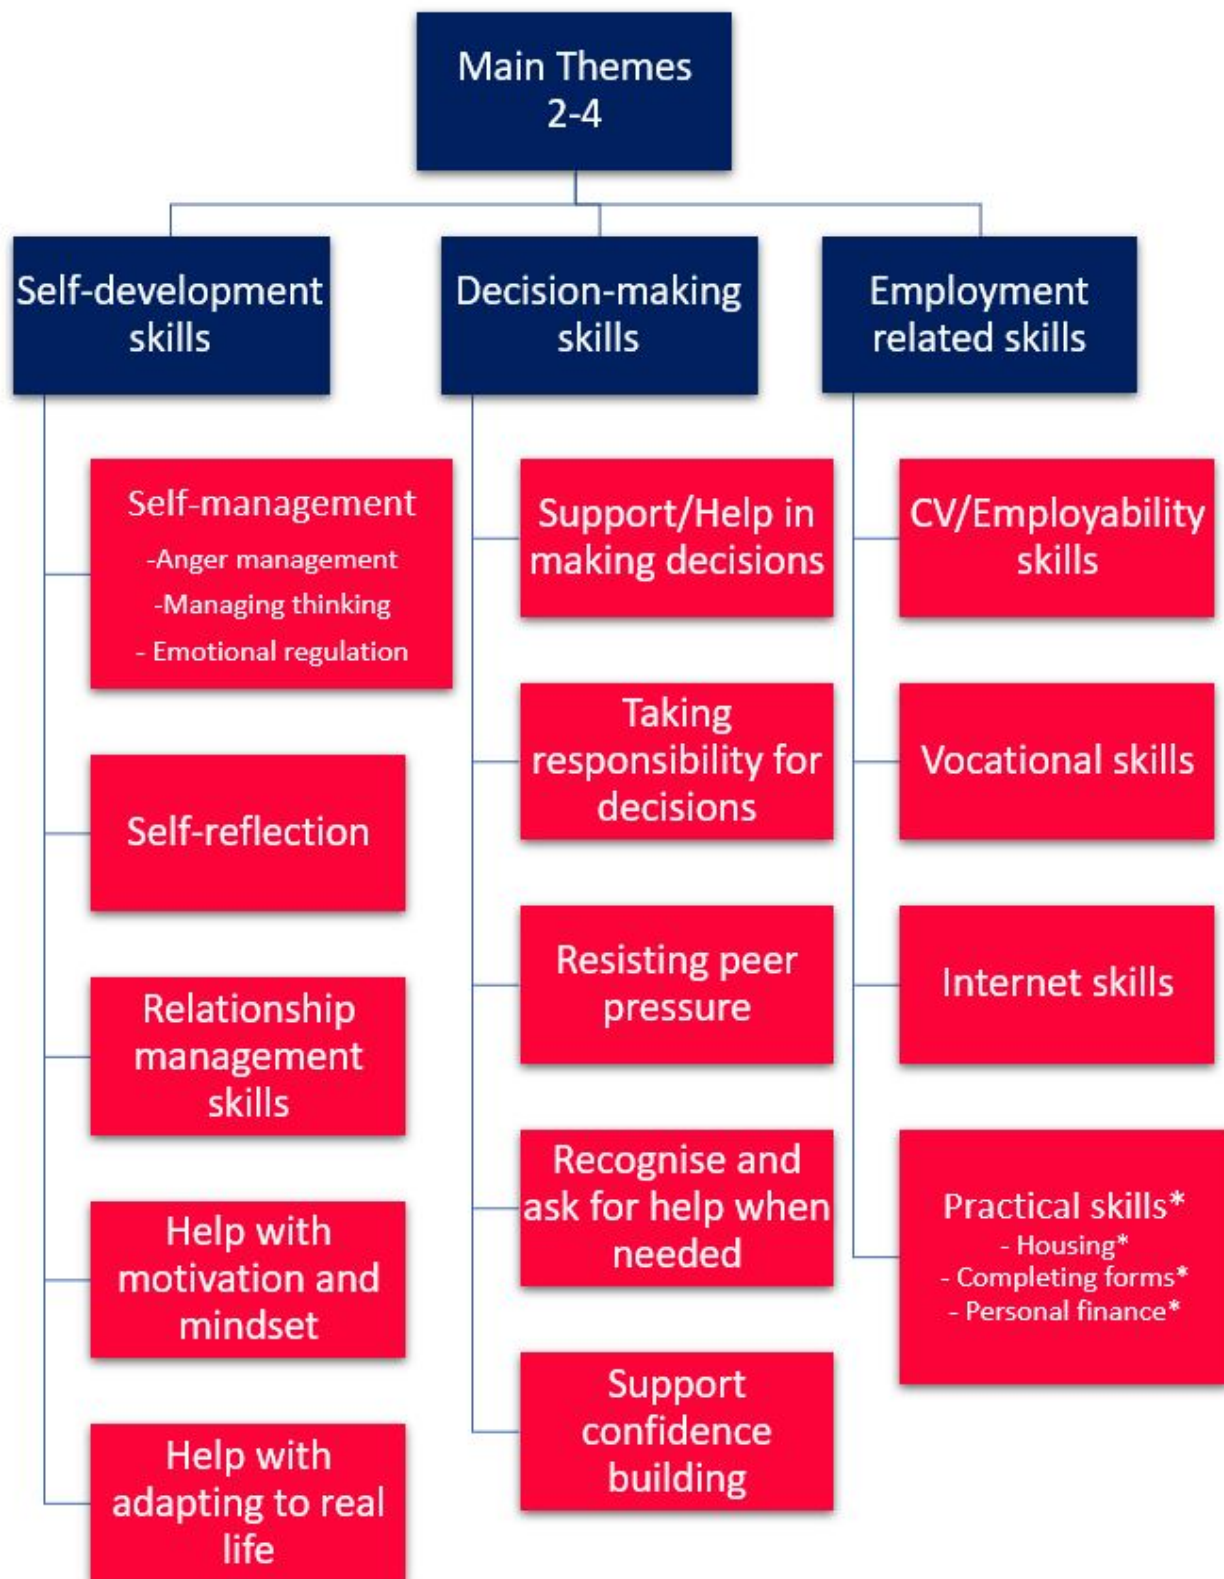 Main Themes
2-4
Self-development
skills
Self-management
-Anger management
-Managing thinking
- Emotional regulation
Self-reflection
Relationship
management
skills
Help with
motivation and
mindset
Help with
adapting to real
life
Decision-making
skills
Support/Help in
making decisions
Taking
responsibility for
decisions
Resisting peer
pressure
Recognise and
ask for help when
needed
Support
confidence
building
Employment
related skills
CV/Employability
skills
Vocational skills
Internet skills
Practical skills*
- Housing*
- Completing forms*
- Personal finance*